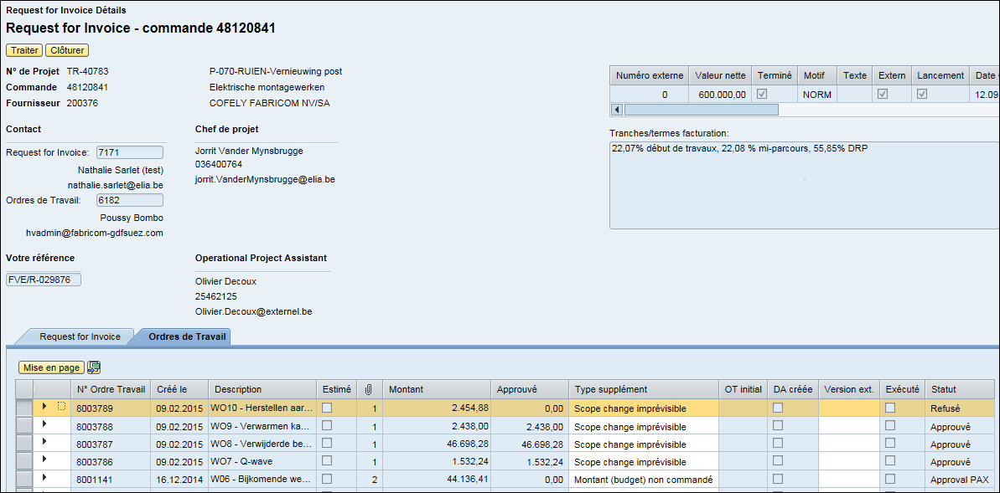 Request for Invoice Détails
Request for Invoice - commande 48120841
Traiter Clôturer
N° de Projet TR-40783 P-070-RUIEN-Vernieuwing post
Commande 48120841 Elektrische montagewerken
Fournisseur 200376 COFELY FABRICOM NV/SA
Numéro externe Valeur nette Terminé Motif Texte Extern Lancement Date
0 600.000,00 NORM 12.09
Contact Chef de projet
Tranches/termes facturation:
22,07% début de travaux, 22,08 % mi-parcours, 55,85% DRP
Request for Invoice: 7171 Jorrit Vander Mynsbrugge
036400764
Nathalie Sarlet (test)
nathalie.sarlet@elia.be jorrit.VanderMynsbrugge@elia.be
Ordres de Travail: 6182
Poussy Bombo
hvadmin@fabricom-gdfsuez.com
Votre référence Operational Project Assistant
FVE/R-029876 Olivier Decoux
25462125
Olivier.Decoux@externel.be
Request for Invoice Ordres de Travail
Mise en page
N° Ordre Travail Créé le Description Estimé Montant Approuvé Type supplément OT initial DA créée Version ext. Exécuté Statut
8003789 09.02.2015 WO10 - Herstellen aar... 1 2.454,88 0,00 Scope change imprévisible Refusé
8003788 09.02.2015 WO9 - Verwarmen ka... 1 2.438,00 2.438,00 Scope change imprévisible Approuvé
8003787 09.02.2015 WO8 - Verwijderde be... 1 46.698,28 46.698,28 Scope change imprévisible Approuvé
8003786 09.02.2015 WO7 - Q-wave 1 1.532,24 1.532,24 Scope change imprévisible Approuvé
8001141 16.12.2014 W06 - Bijkomende we... 2 44.136,41 0,00 Montant (budget) non commandé Approval PAX